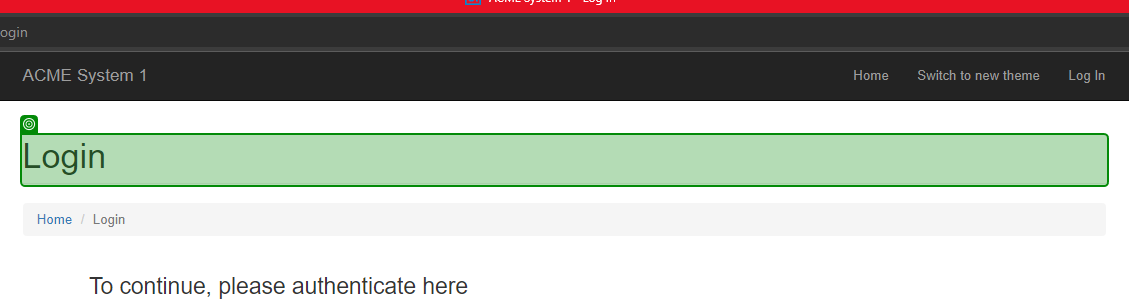 ogin
ACME System 1 Home Switch to new theme Log In
Login
Home / Login
To continue, please authenticate here